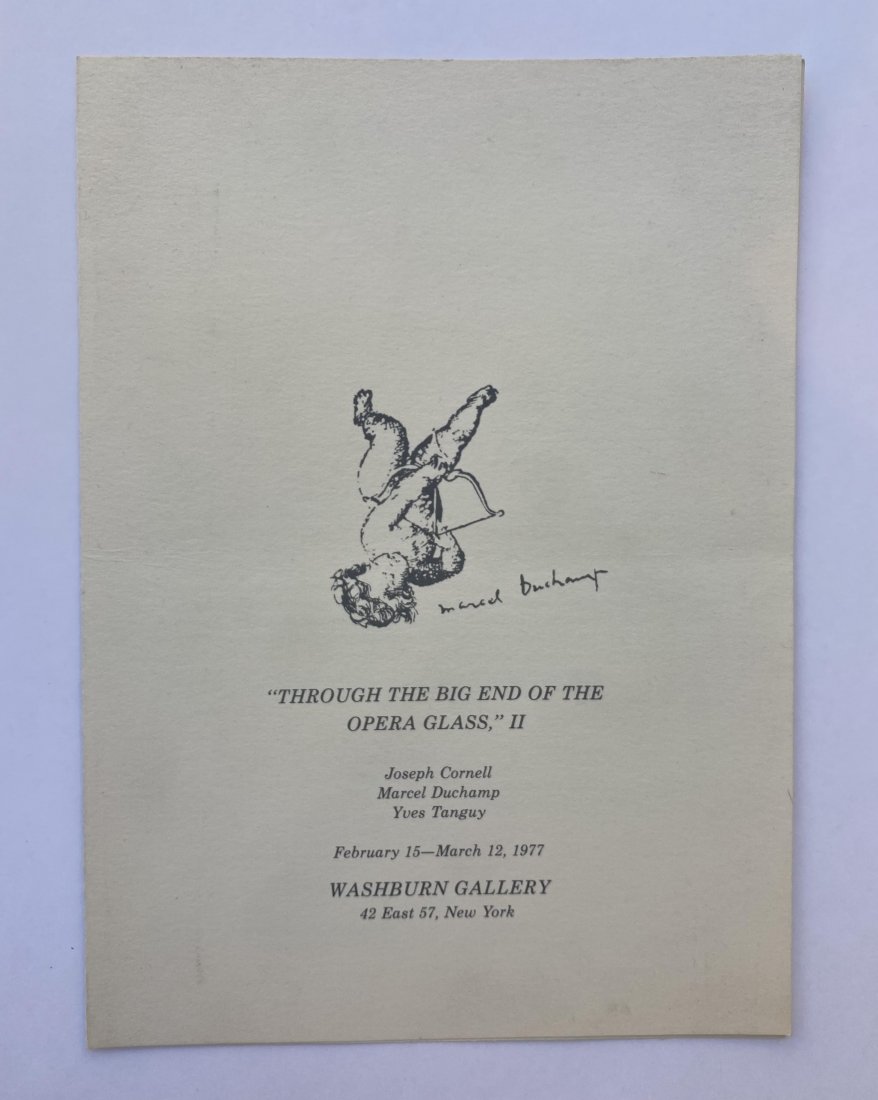 marcel Duchamp
"THROUGH THE BIG END OF THE
OPERA GLASS," II
Joseph Cornell
Marcel Duchamp
Yves Tanguy
February 15—March 12, 1977
WASHBURN GALLERY
42 East 57, New York